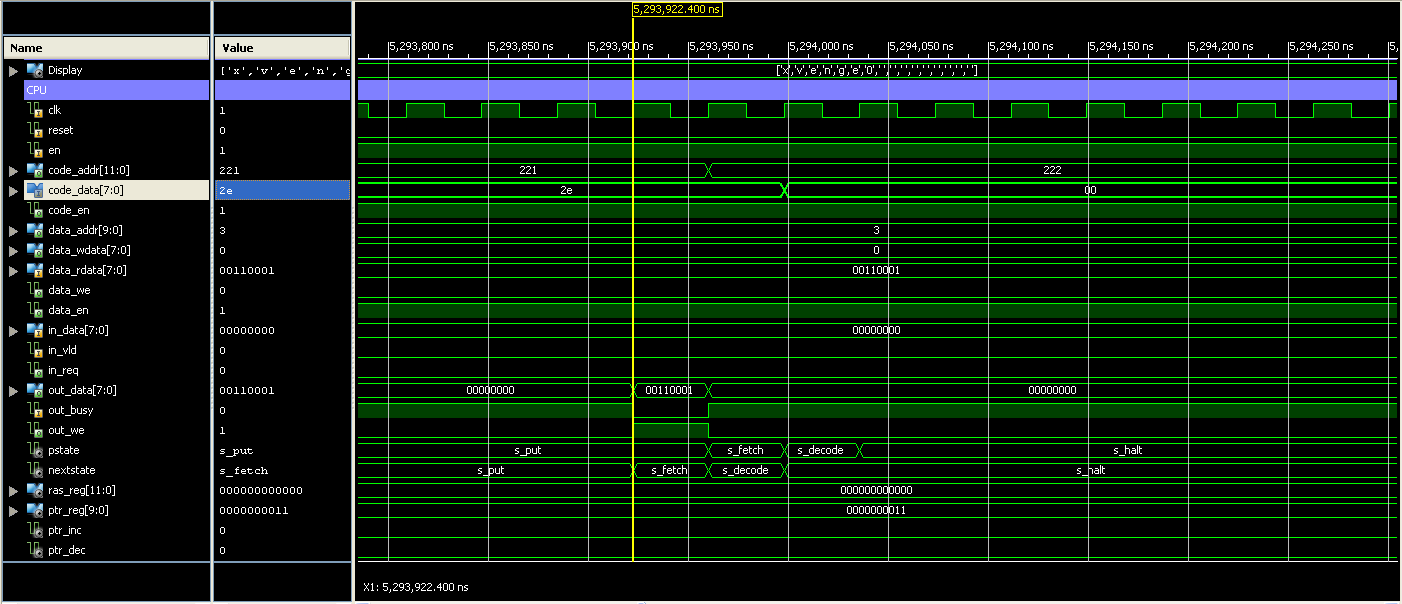 5,293,922.400 ns
Name Value 5,293,800 ns 5,293,850 ns 5,293,900 ns 5,293,950 ns 5,294,000 ns 5,294,050 ns 5,294,100 ns 5,294,150 ns 5,294,200 ns 5,294,250 ns 5,
Display ['x','v','e','n','g [x,v,e,n,g,e,0,'','','','','','','','','']
CPU
clk 1
reset 0
en 1
code_addr[11:0] 221 221 222
code_data[7:0] 2e 2e 00
code_en 1
data_addr[9:0] 3 3
data_wdata[7:0] 0 0
data_rdata[7:0] 00110001 00110001
data_we 0
data_en 1
in_data[7:0] 00000000 00000000
in_vld 0
in_req 0
out_data[7:0] 00110001 00000000 00110001 00000000
out_busy 0
out_we 1
pstate s_put s_put s_fetch s_decode s_halt
nextstate s_fetch s_put s_fetch s_decode s_halt
ras_reg[11:0] 000000000000 000000000000
ptr_reg[9:0] 0000000011 0000000011
ptr_inc 0
ptr_dec 0
X1: 5,293,922.400 ns